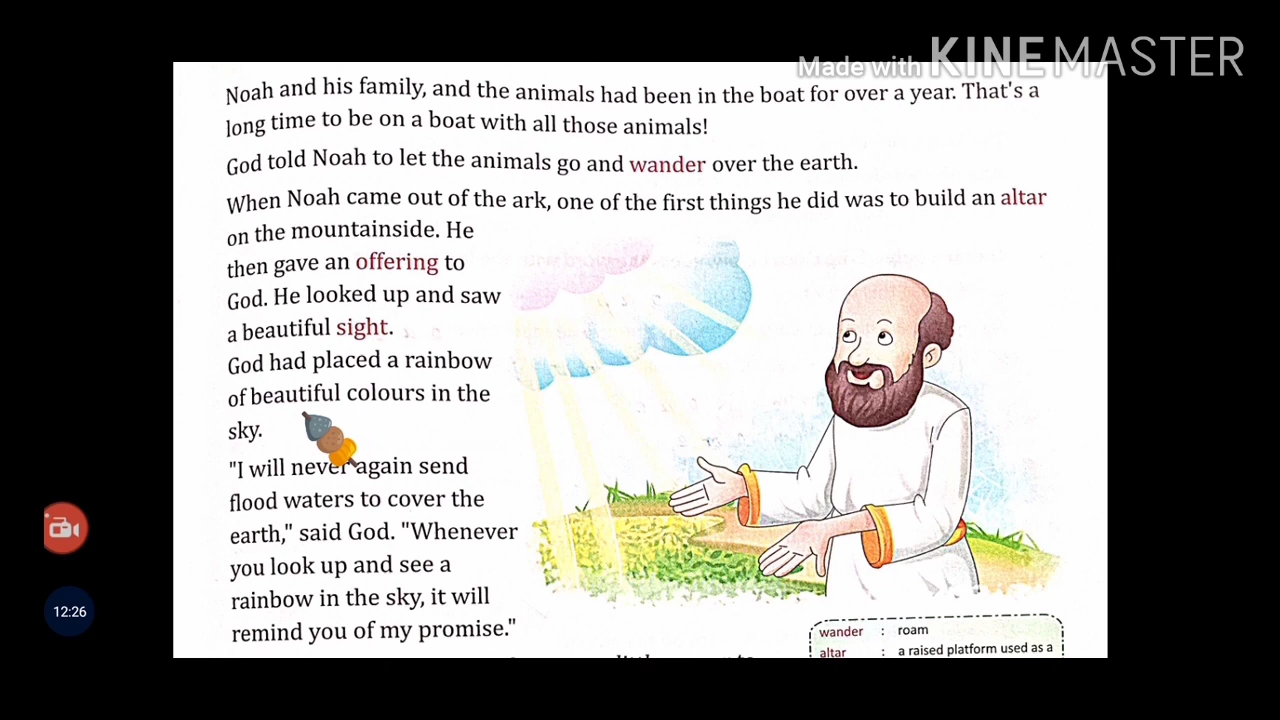 Made with KINEMASTER
Noah and his family, and the animals had been in the boat for over a year. That's a
long time to be on a boat with all those animals!
God told Noah to let the animals go and wander over the earth.
When Noah came out of the ark, one of the first things he did was to build an altar
on the mountainside. He
then gave an offering to
God. He looked up and saw
a beautiful sight.
God had placed a rainbow
of beautiful colours in the
sky.
"I will never again send
flood waters to cover the
earth," said God. "Whenever
you look up and see a
rainbow in the sky, it will
remind you of my promise."
wander : roam
altar : a raised platform used as a
12:26